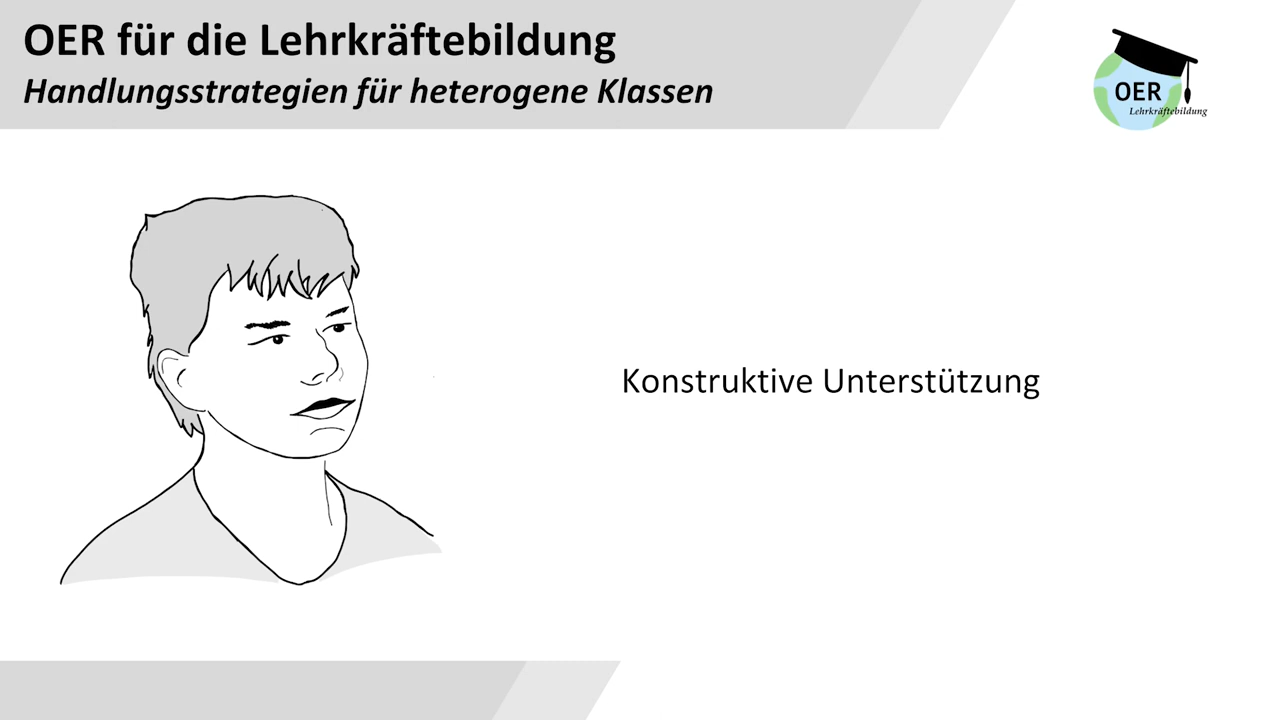 OER für die Lehrkräftebildung
Handlungsstrategien für heterogene Klassen
OER
Lehrkräftebildung
Konstruktive Unterstützung